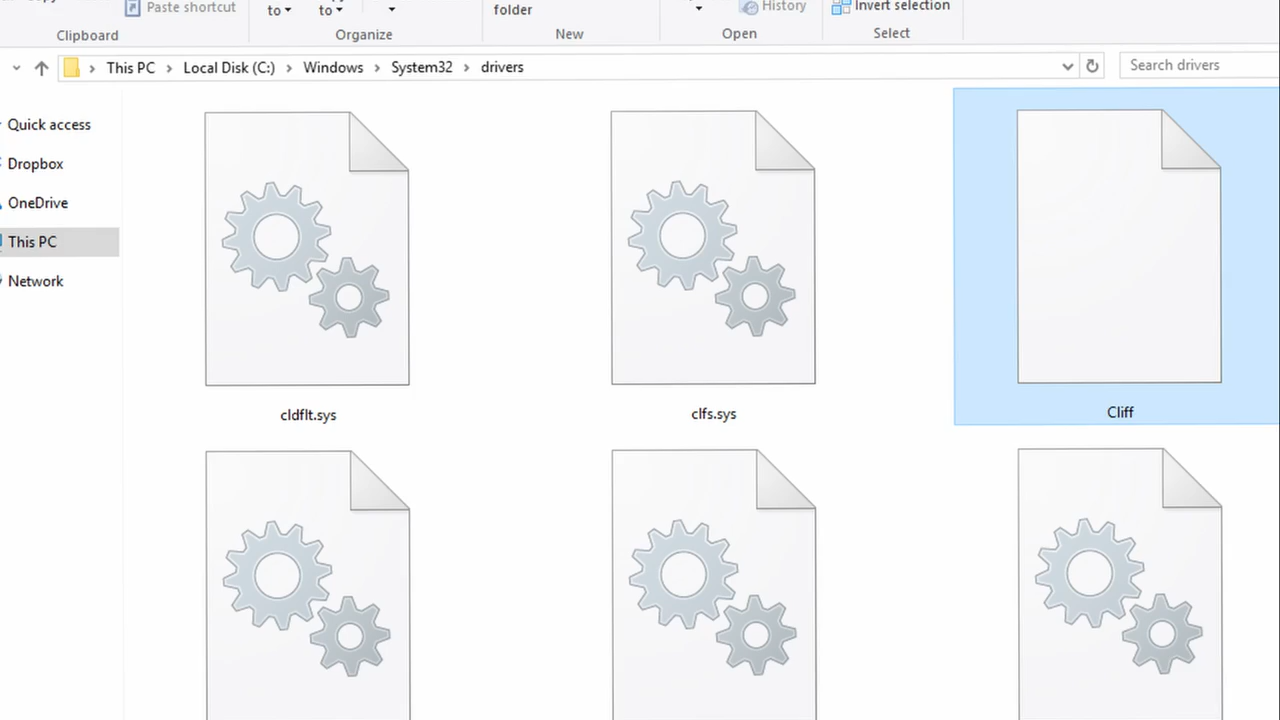 Paste shortcut
to
to
folder
History
Invert selection
Clipboard
Organize
New
Open
Select
This PC
Local Disk (C:)
Windows
System32
drivers
Search drivers
Quick access
Dropbox
OneDrive
This PC
Network
cldflt.sys
clfs.sys
Cliff